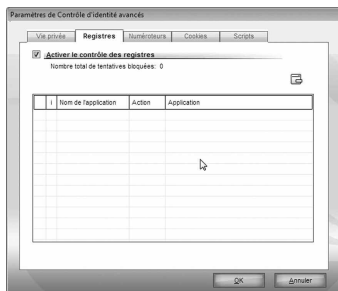 Paramètres de Contrôle d'identité avancés
Vie privée Registres Numéroteurs Cookies Scripts
Activer le contrôle des registres
Nombre total de tentatives bloquées: 0
i Nom de l'application Action Application
OK Annuler